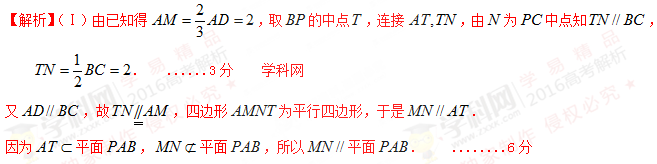 【解析】(Ⅰ)由已知得 AM = 2/3 AD = 2,取 BP 的中点 T,连接 AT, TN,由 N 为 PC 中点知 TN // BC,
TN = 1/2 BC = 2. ......3分 学科网
又 AD // BC,故 TN //= AM,四边形 AMNT 为平行四边形,于是 MN // AT.
因为 AT ⊂ 平面 PAB,MN ⊄ 平面 PAB,所以 MN // 平面 PAB. ........6分